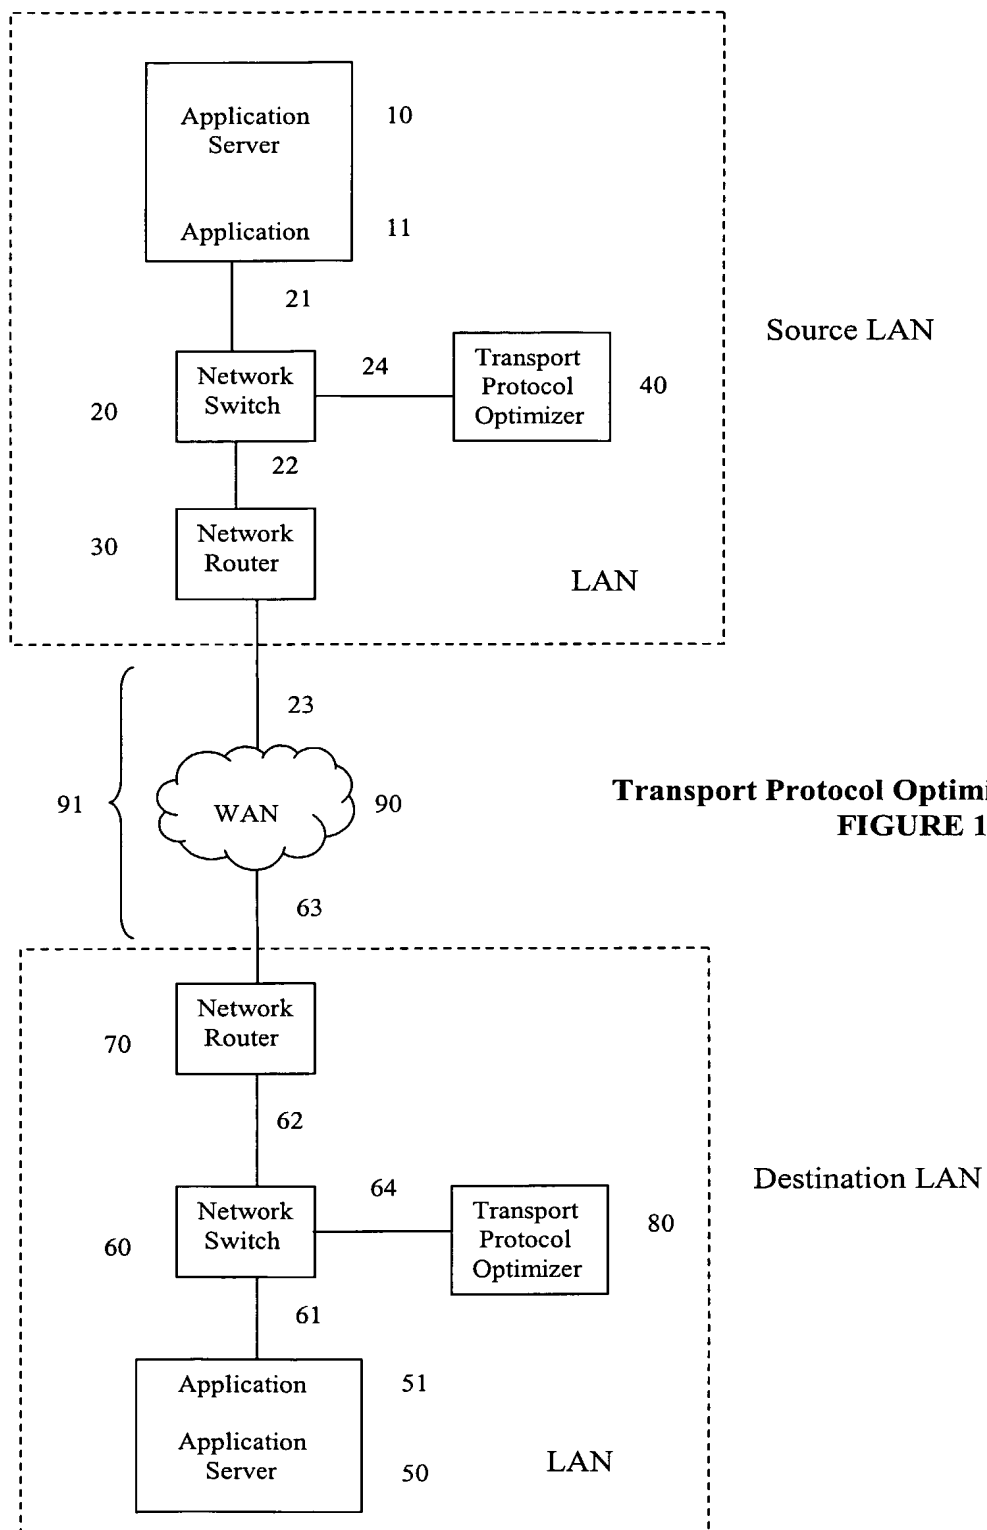 Application
Server
10
Application
11
21
Source LAN
Network
Switch
20
24
Transport
Protocol
Optimizer
40
22
Network
Router
30
LAN
23
91
WAN
90
Transport Protocol Optimi
FIGURE 1
63
Network
Router
70
62
Destination LAN
Network
Switch
60
64
Transport
Protocol
Optimizer
80
61
Application
51
Application
Server
50
LAN